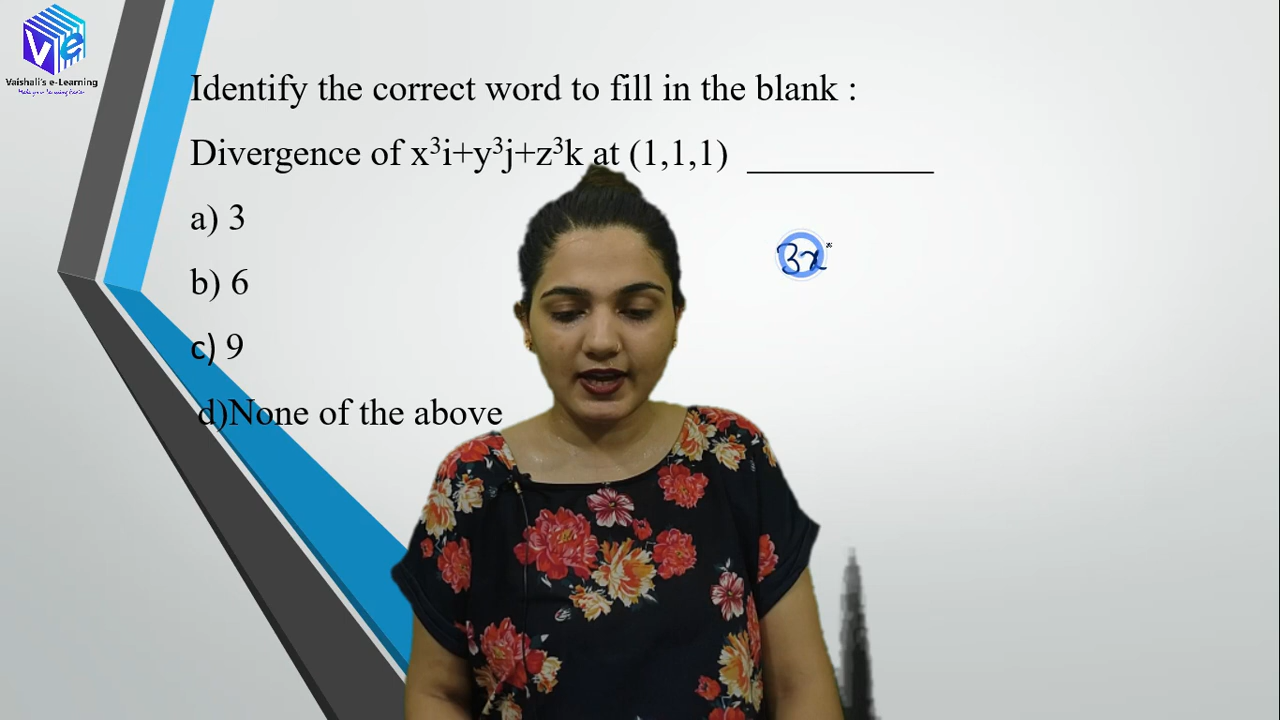 Vaishali's e-Learning
Identify the correct word to fill in the blank :
Divergence of x³i+y³j+z³k at (1,1,1) __________
a) 3
b) 6
c) 9
d)None of the above
3x²